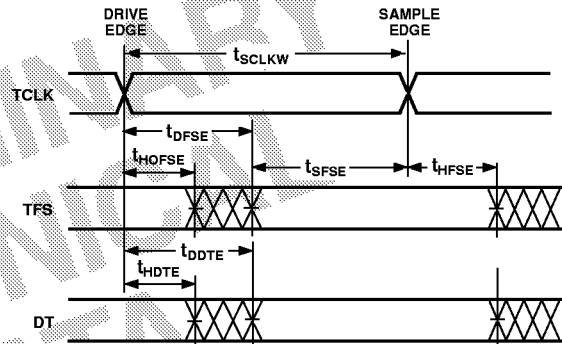 DRIVE EDGE
SAMPLE EDGE
tSCLKW
TCLK
tDFSE
tHOFSE
tSFSE
tHFSE
TFS
tDDTE
tHDTE
DT